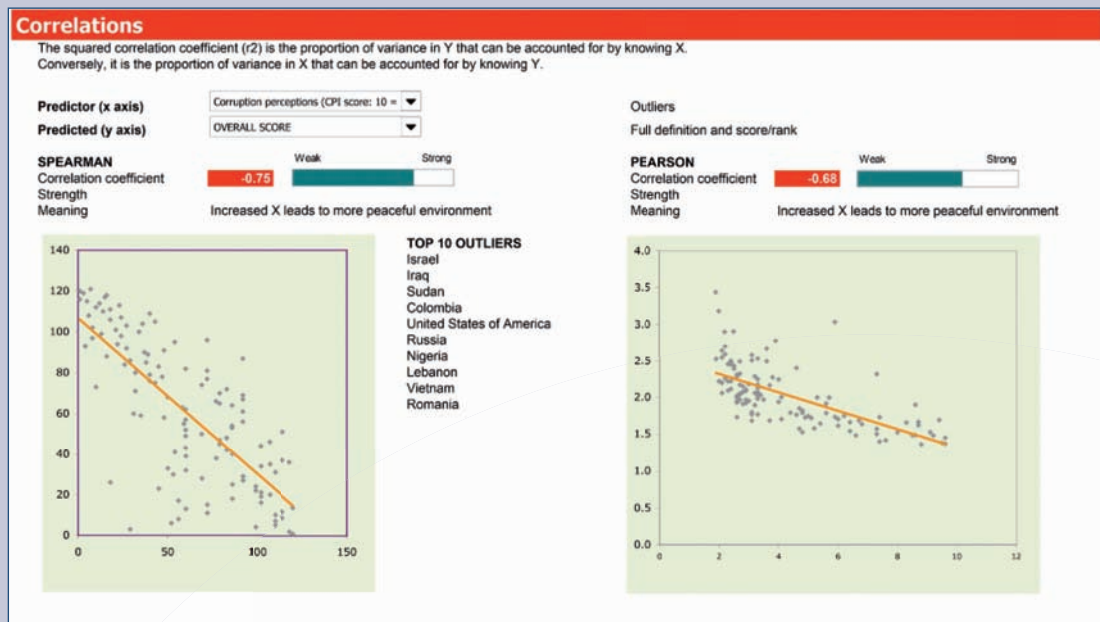 Correlations
The squared correlation coefficient (r2) is the proportion of variance in Y that can be accounted for by knowing X.
Conversely, it is the proportion of variance in X that can be accounted for by knowing Y.
Predictor (x axis)
Corruption perceptions (CPI score: 10 =
Predicted (y axis)
OVERALL SCORE
Outliers
Full definition and score/rank
SPEARMAN
Weak Strong
Correlation coefficient
-0.75
Strength
Meaning
Increased X leads to more peaceful environment
PEARSON
Weak Strong
Correlation coefficient
-0.68
Strength
Meaning
Increased X leads to more peaceful environment
140
120
100
80
60
40
20
0
0 50 100 150
TOP 10 OUTLIERS
Israel
Iraq
Sudan
Colombia
United States of America
Russia
Nigeria
Lebanon
Vietnam
Romania
4.0
3.5
3.0
2.5
2.0
1.5
1.0
0.5
0.0
0 2 4 6 8 10 12